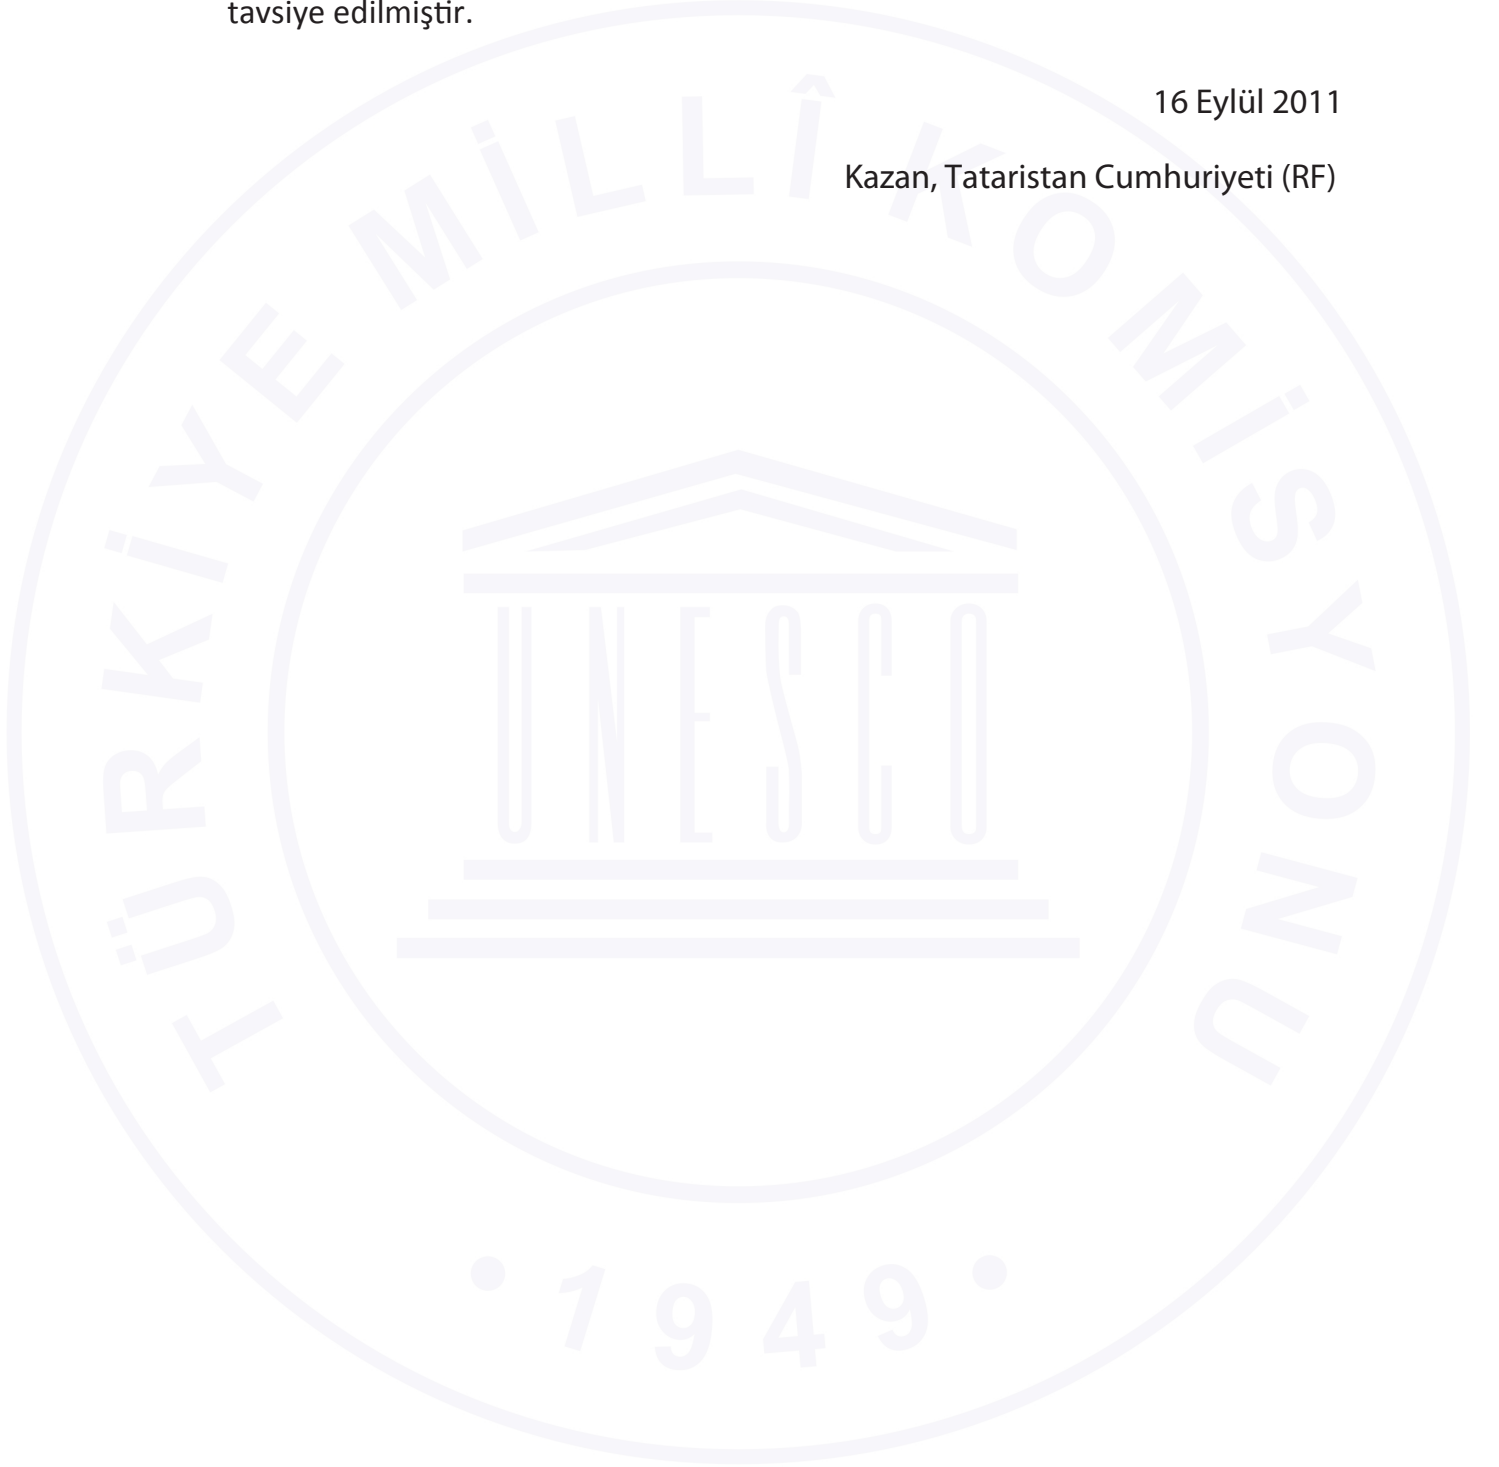 tavsiye edilmiştir.
16 Eylül 2011
Kazan, Tataristan Cumhuriyeti (RF)
TÜRKİYE MİLLÎ KOMİSYONU
UNESCO
• 1949 •